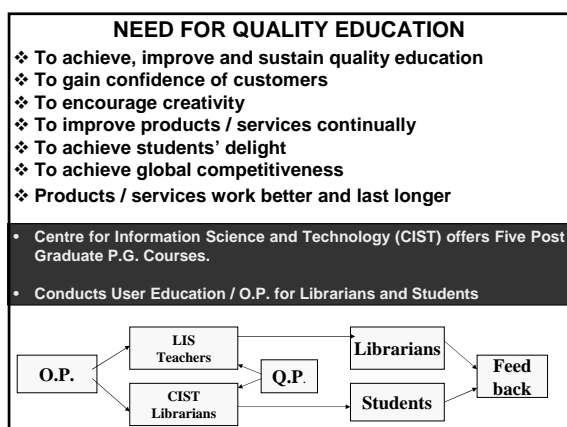 NEED FOR QUALITY EDUCATION
❖ To achieve, improve and sustain quality education
❖ To gain confidence of customers
❖ To encourage creativity
❖ To improve products / services continually
❖ To achieve students’ delight
❖ To achieve global competitiveness
❖ Products / services work better and last longer
• Centre for Information Science and Technology (CIST) offers Five Post
Graduate P.G. Courses.
• Conducts User Education / O.P. for Librarians and Students
O.P.
LIS
Teachers
CIST
Librarians
Q.P.
Librarians
Students
Feed
back